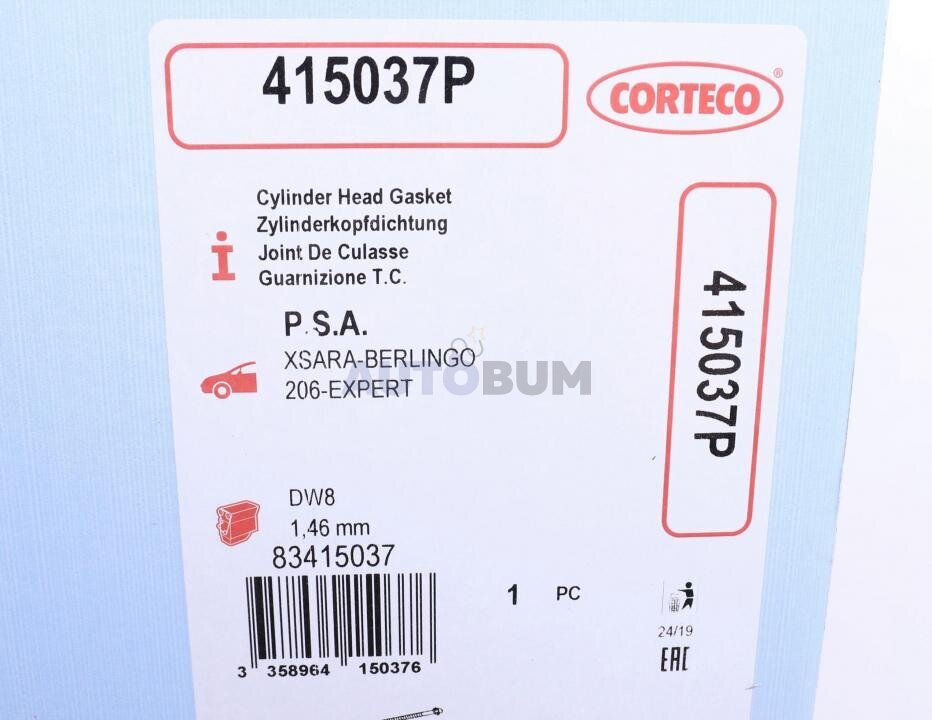 415037P
CORTECO®
Cylinder Head Gasket
Zylinderkopfdichtung
Joint De Culasse
Guarnizione T.C.
i
P.S.A.
XSARA-BERLINGO
206-EXPERT
AUTOBUM
415037P
DW8
1,46 mm
83415037
3 358964 150376
1 PC
24/19
EAC